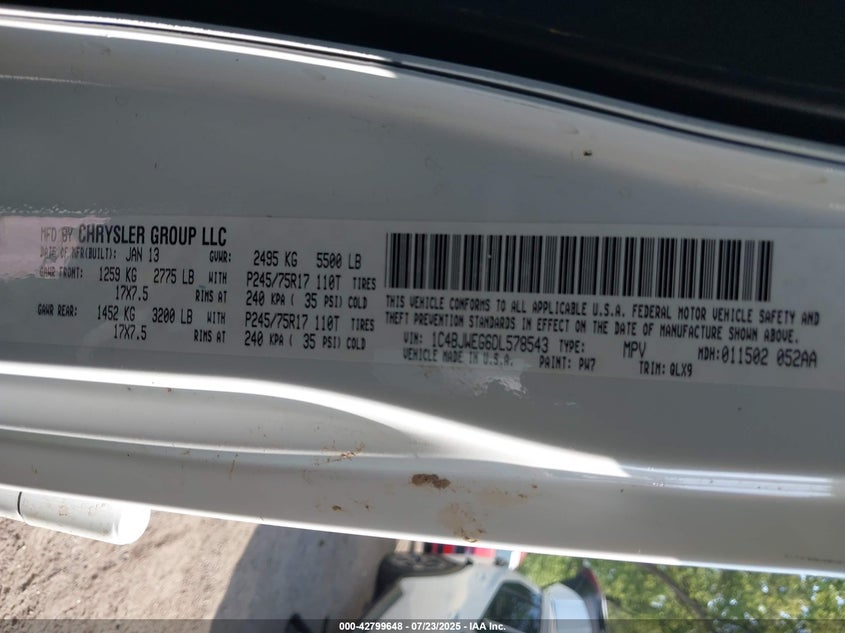 MFD BY CHRYSLER GROUP LLC
DATE OF MFR(BUILT): JAN 13 GVWR: 2495 KG 5500 LB
GAWR FRONT: 1259 KG 2775 LB WITH P245/75R17 110T TIRES
17X7.5 RIMS AT 240 KPA ( 35 PSI) COLD
GAWR REAR: 1452 KG 3200 LB WITH P245/75R17 110T TIRES
17X7.5 RIMS AT 240 KPA ( 35 PSI) COLD
THIS VEHICLE CONFORMS TO ALL APPLICABLE U.S.A. FEDERAL MOTOR VEHICLE SAFETY AND
THEFT PREVENTION STANDARDS IN EFFECT ON THE DATE OF MANUFACTURE SHOWN ABOVE.
VIN: 1C4BJWEG6DL578543 TYPE: MPV MDH: 011502 052AA
VEHICLE MADE IN U.S.A. PAINT: PW7 TRIM: QLX9
000-42799648 - 07/23/2025 - IAA Inc.